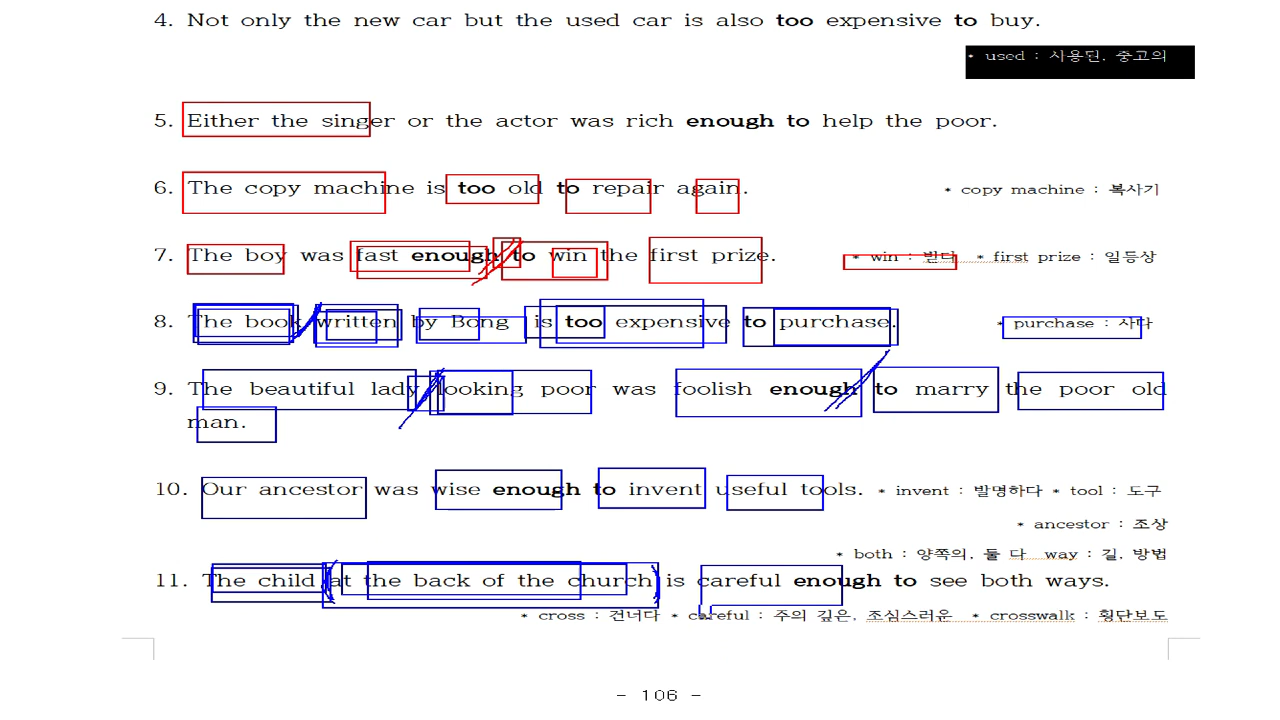 4. Not only the new car but the used car is also too expensive to buy.
* used : 사용된, 중고의
5. Either the singer or the actor was rich enough to help the poor.
6. The copy machine is too old to repair again. * copy machine : 복사기
7. The boy was fast enough to win the first prize. * win : 받다 * first prize : 일등상
8. The book written by Bong is too expensive to purchase. * purchase : 사다
9. The beautiful lady looking poor was foolish enough to marry the poor old
man.
10. Our ancestor was wise enough to invent useful tools. * invent : 발명하다 * tool : 도구
* ancestor : 조상
* both : 양쪽의, 둘 다 way : 길, 방법
11. The child at the back of the church is careful enough to see both ways.
* cross : 건너다 * careful : 주의 깊은, 조심스러운 * crosswalk : 횡단보도
- 106 -